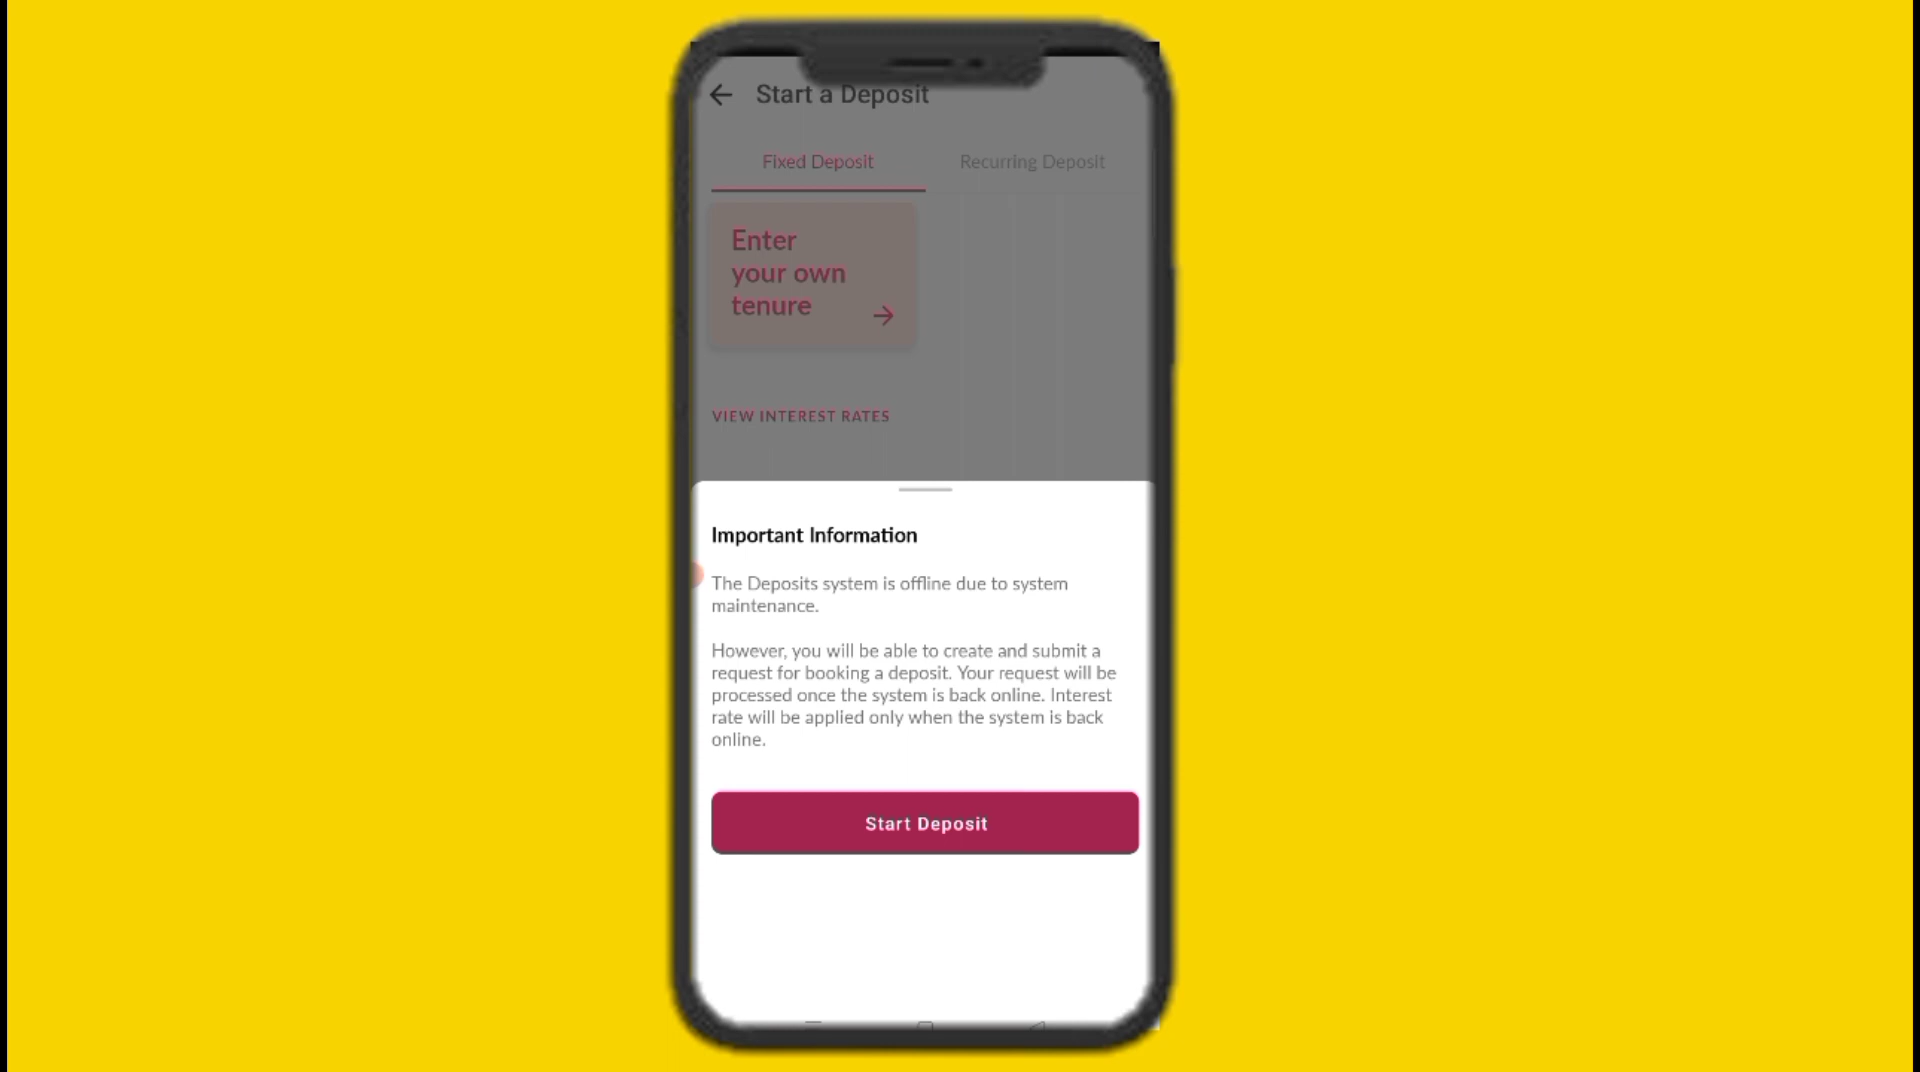 Start a Deposit
Fixed Deposit
Recurring Deposit
Enter
your own
tenure
VIEW INTEREST RATES
Important Information
The Deposits system is offline due to system
maintenance.
However, you will be able to create and submit a
request for booking a deposit. Your request will be
processed once the system is back online. Interest
rate will be applied only when the system is back
online.
Start Deposit